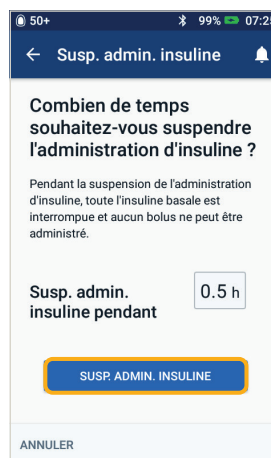 50+ 99% 07:25
Susp. admin. insuline
Combien de temps
souhaitez-vous suspendre
l'administration d'insuline ?
Pendant la suspension de l'administration
d'insuline, toute l'insuline basale est
interrompue et aucun bolus ne peut être
administré.
Susp. admin. 0.5 h
insuline pendant
SUSP. ADMIN. INSULINE
ANNULER